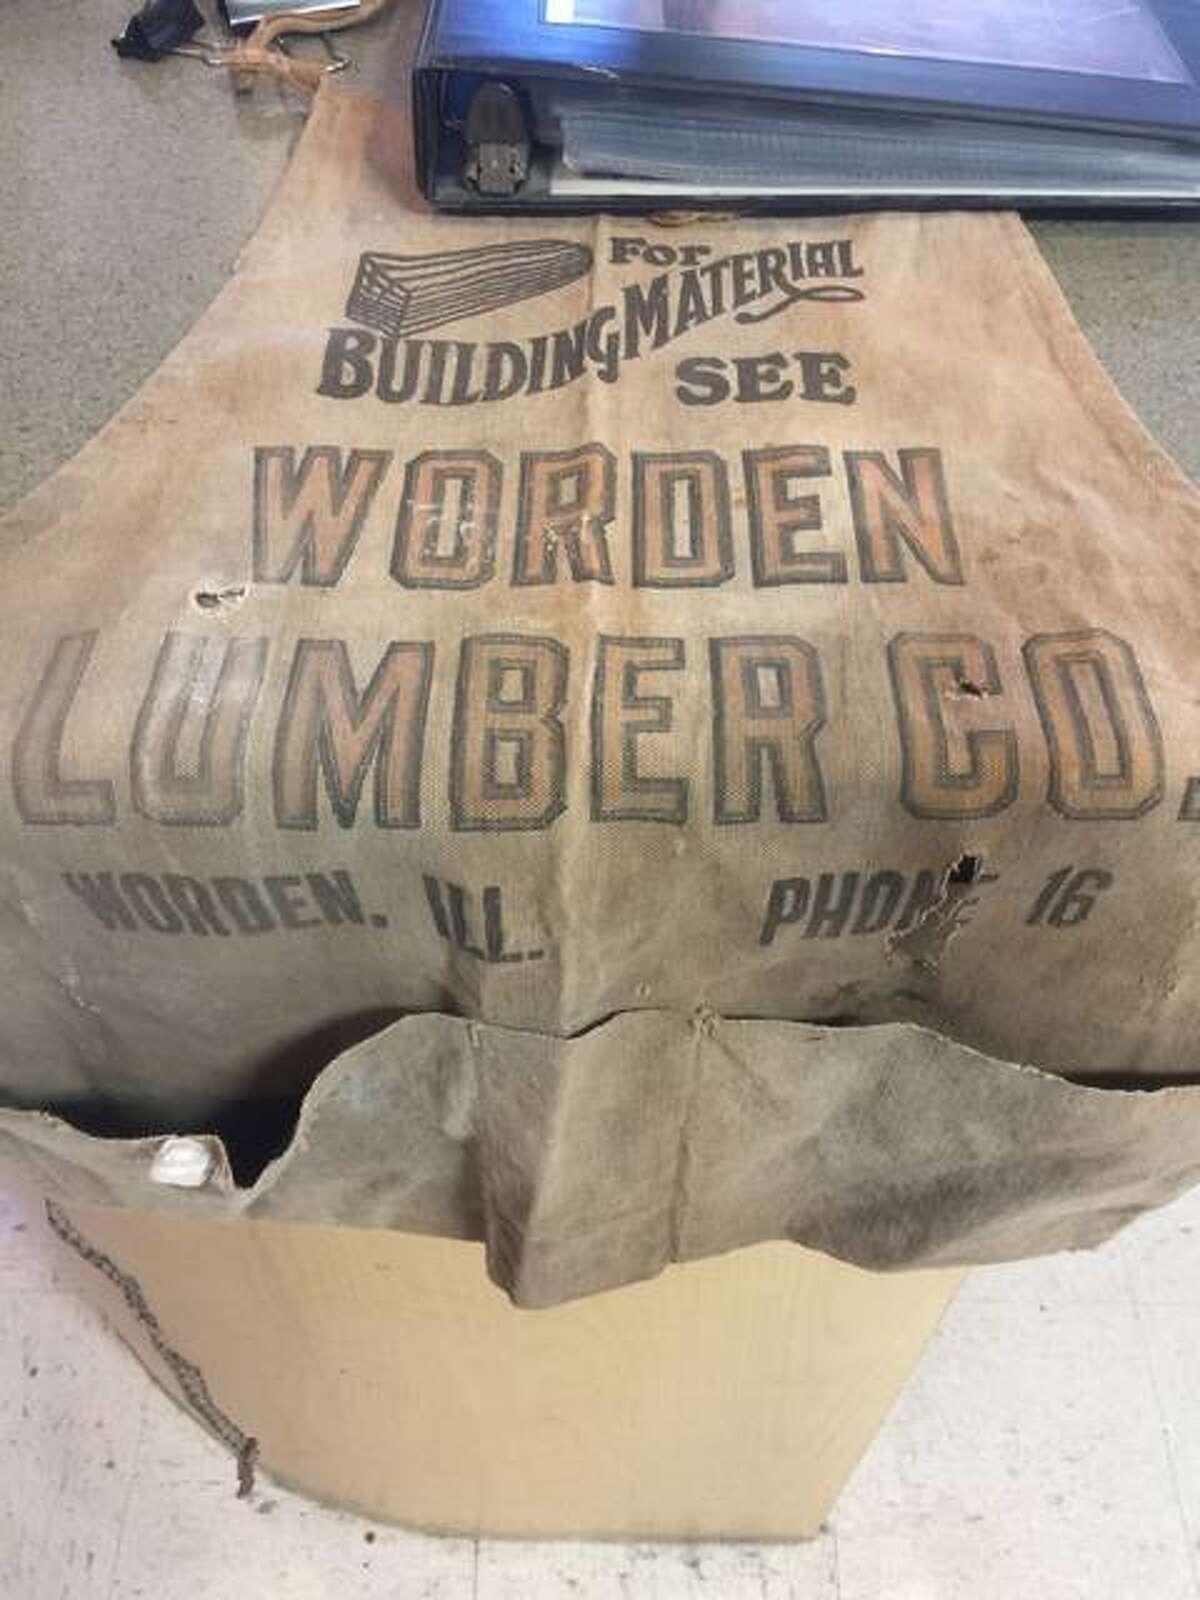 For
BUILDING MATERIAL
SEE
WORDEN
LUMBER CO.
WORDEN. ILL. PHONE 16